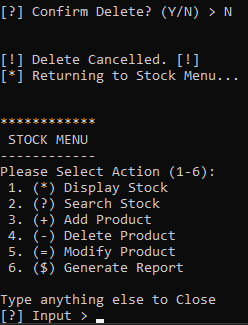 [?] Confirm Delete? (Y/N) > N
[!] Delete Cancelled. [!]
[*] Returning to Stock Menu...
************
STOCK MENU
------------
Please Select Action (1-6):
1. (*) Display Stock
2. (?) Search Stock
3. (+) Add Product
4. (-) Delete Product
5. (=) Modify Product
6. ($) Generate Report
Type anything else to Close
[?] Input > _